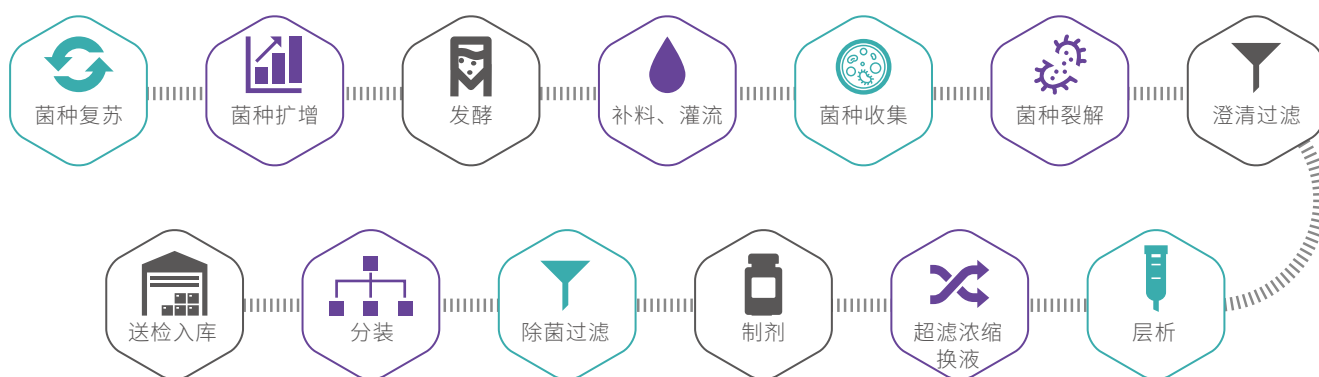 菌种复苏
菌种扩增
发酵
补料、灌流
菌种收集
菌种裂解
澄清过滤
送检入库
分装
除菌过滤
制剂
超滤浓缩
换液
层析